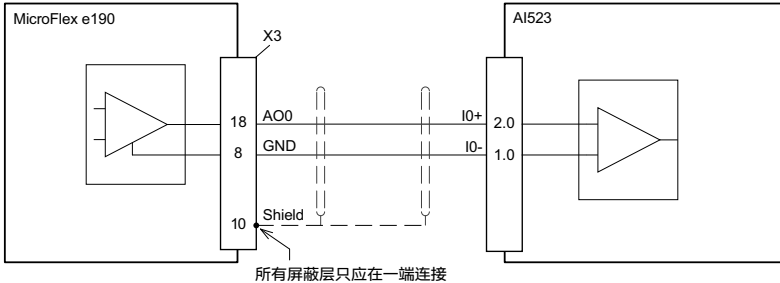 MicroFlex e190
X3
AI523
18 AO0 I0+ 2.0
8 GND I0- 1.0
10 Shield
所有屏蔽层只应在一端连接